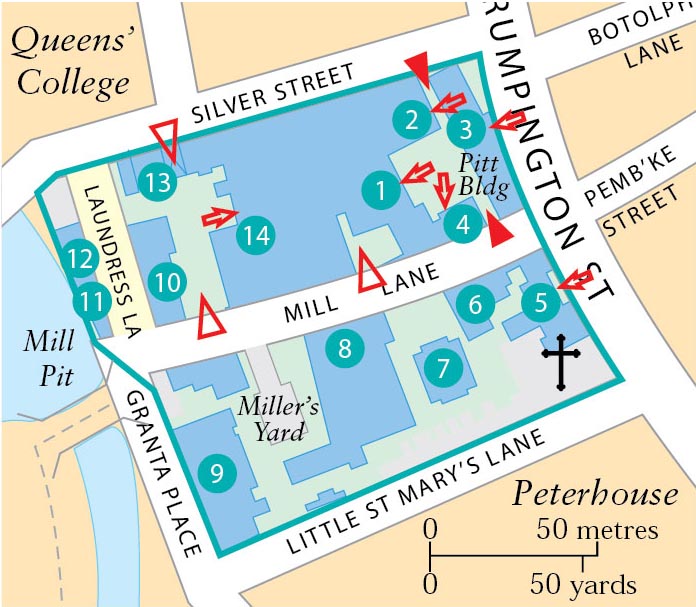 Queens'
College
SILVER STREET
RUMPINGTON ST
BOTOLPH
LANE
PEMB'KE
STREET
2
3
Pitt
Bldg
1
4
13
14
LAUNDRESS LA
12
11
10
MILL LANE
Mill
Pit
6
5
8
7
Miller's
Yard
9
GRANTA PLACE
LITTLE ST MARY'S LANE
Peterhouse
0 50 metres
0 50 yards